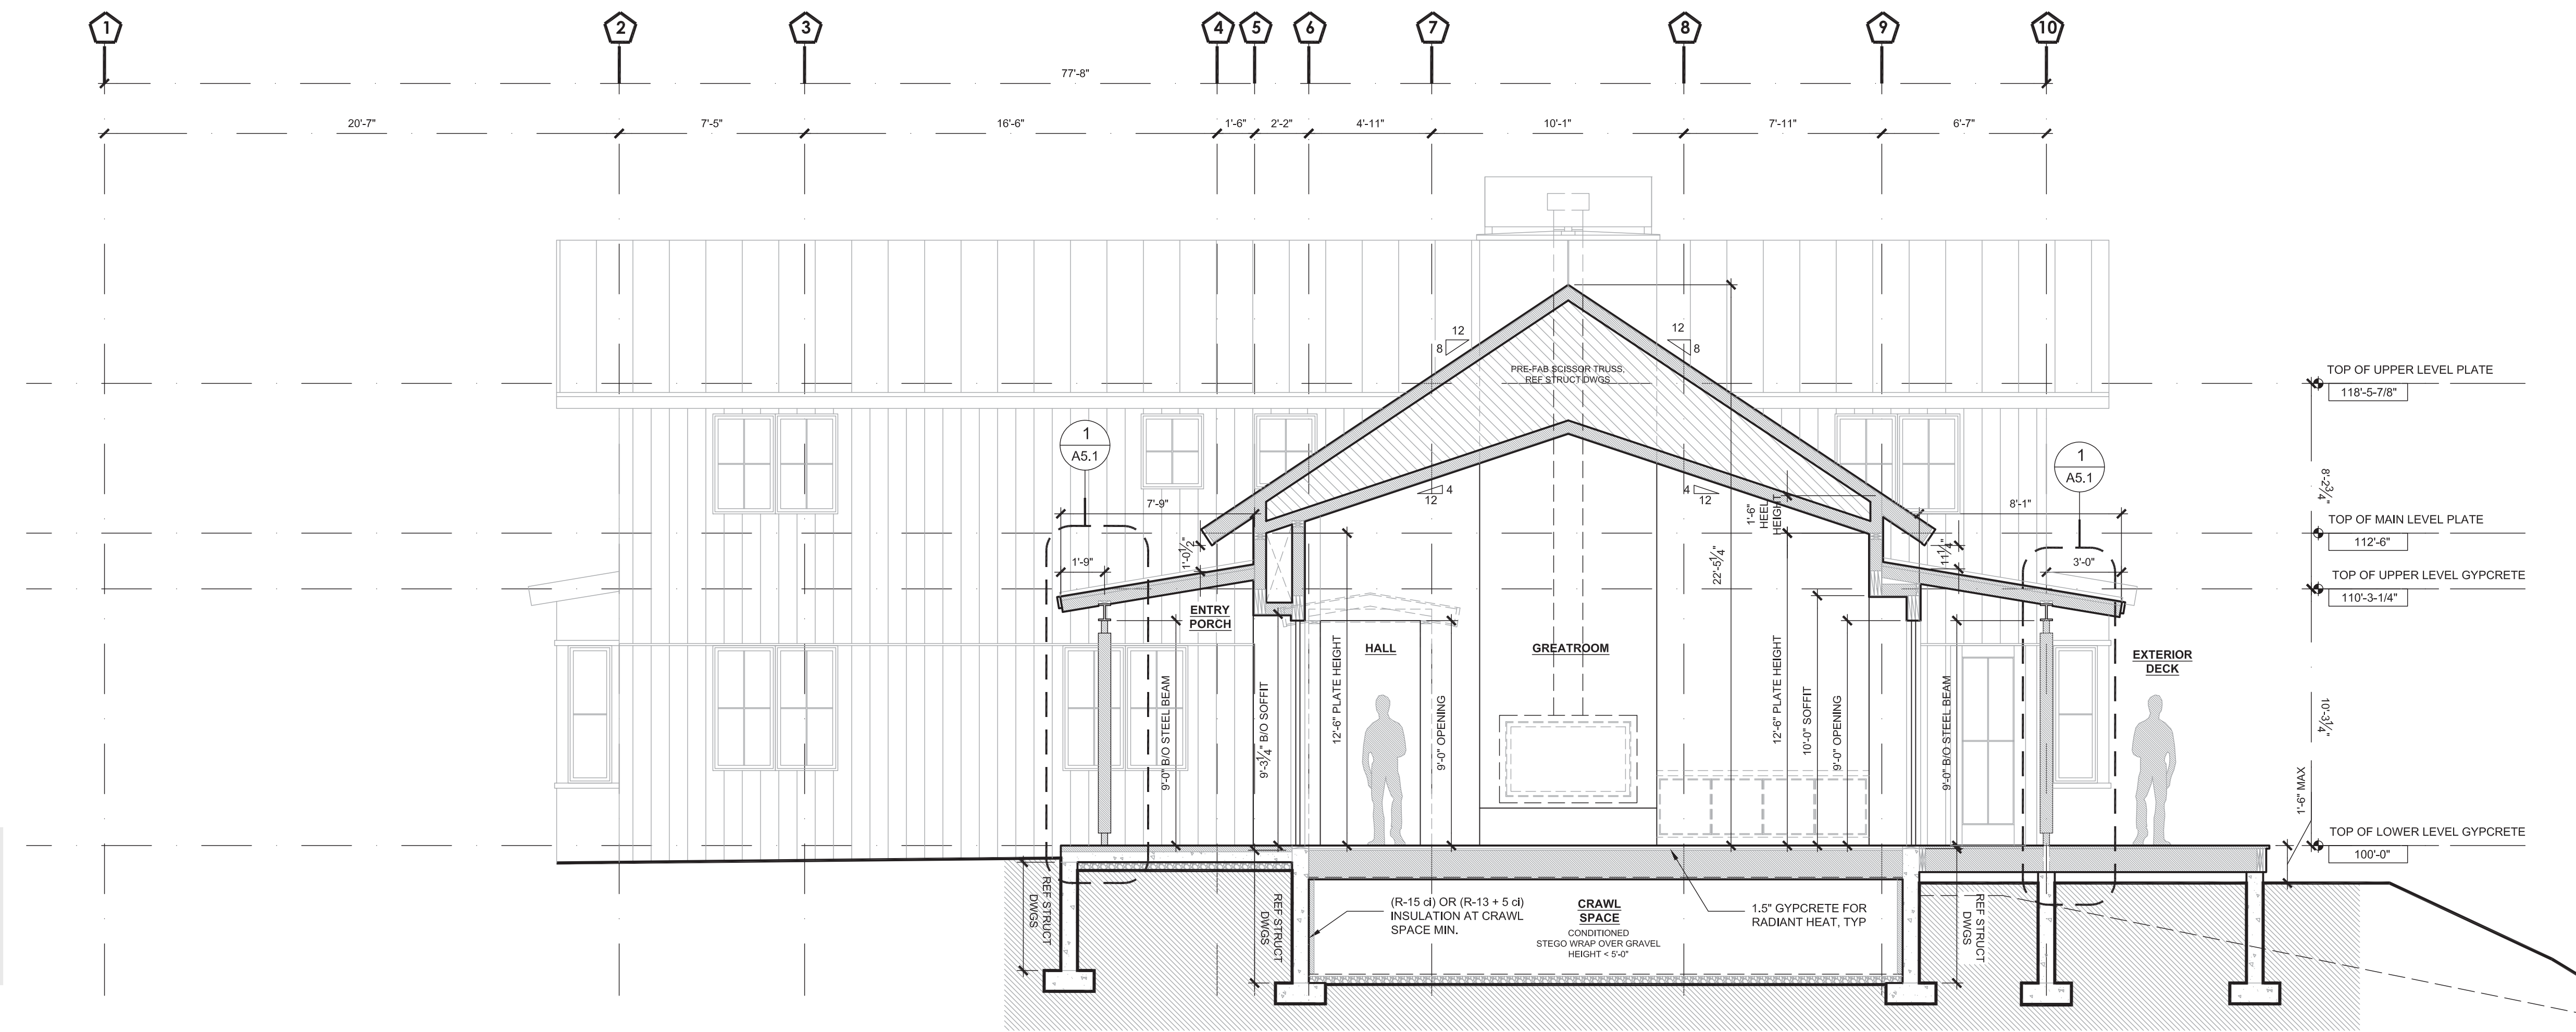 1
2
3
4
5
6
7
8
9
10
77'-8"
20'-7"
7'-5"
16'-6"
1'-6"
2'-2"
4'-11"
10'-1"
7'-11"
6'-7"
12
8
12
8
PRE-FAB SCISSOR TRUSS,
REF STRUCT DWGS
TOP OF UPPER LEVEL PLATE
118'-5-7/8"
1
A5.1
1
A5.1
7'-9"
4
12
4
12
1'-6"
HEEL
HEIGHT
8'-1"
8'-2 3/4"
TOP OF MAIN LEVEL PLATE
112'-6"
1'-9"
1'-0 1/2"
22'-5 1/4"
11 1/4"
3'-0"
TOP OF UPPER LEVEL GYPCRETE
110'-3-1/4"
ENTRY
PORCH
HALL
GREATROOM
EXTERIOR
DECK
9'-0" B/O STEEL BEAM
9'-3 1/4" B/O SOFFIT
12'-6" PLATE HEIGHT
9'-0" OPENING
12'-6" PLATE HEIGHT
10'-0" SOFFIT
9'-0" OPENING
9'-0" B/O STEEL BEAM
10'-3 1/4"
1'-6" MAX
TOP OF LOWER LEVEL GYPCRETE
100'-0"
REF STRUCT
DWGS
REF STRUCT
DWGS
(R-15 ci) OR (R-13 + 5 ci)
INSULATION AT CRAWL
SPACE MIN.
CRAWL
SPACE
CONDITIONED
STEGO WRAP OVER GRAVEL
HEIGHT < 5'-0"
1.5" GYPCRETE FOR
RADIANT HEAT, TYP
REF STRUCT
DWGS